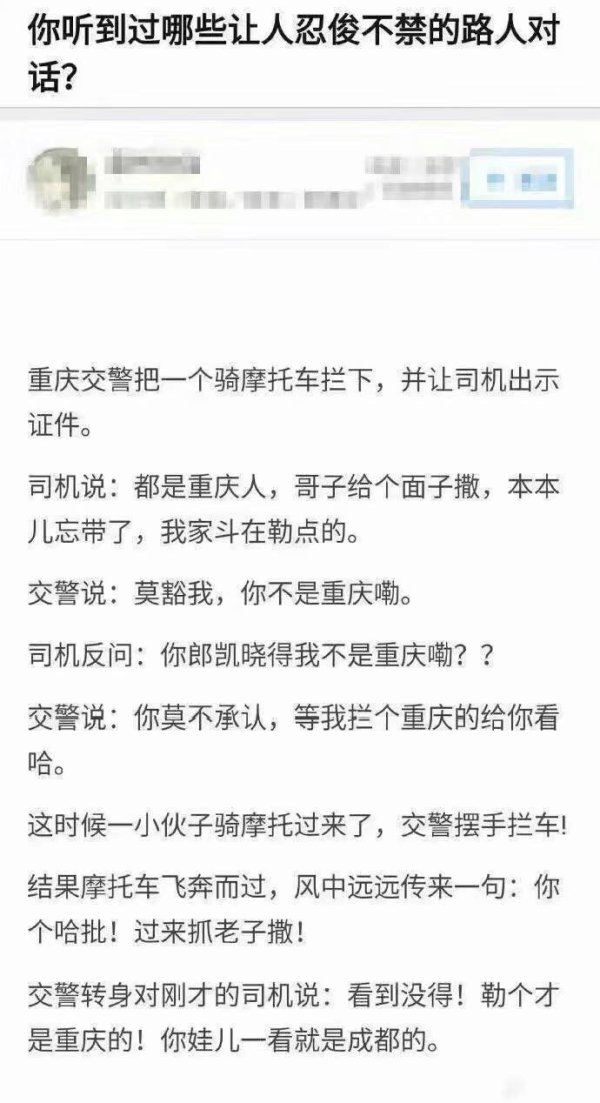 你听到过哪些让人忍俊不禁的路人对
话？
重庆交警把一个骑摩托车拦下，并让司机出示
证件。
司机说：都是重庆人，哥子给个面子撒，本本
儿忘带了，我家斗在勒点的。
交警说：莫豁我，你不是重庆嘞。
司机反问：你郎凯晓得我不是重庆嘞？？
交警说：你莫不承认，等我拦个重庆的给你看
哈。
这时候一小伙子骑摩托过来了，交警摆手拦车!
结果摩托车飞奔而过，风中远远传来一句：你
个哈批！过来抓老子撒！
交警转身对刚才的司机说：看到没得！勒个才
是重庆的！你娃儿一看就是成都的。